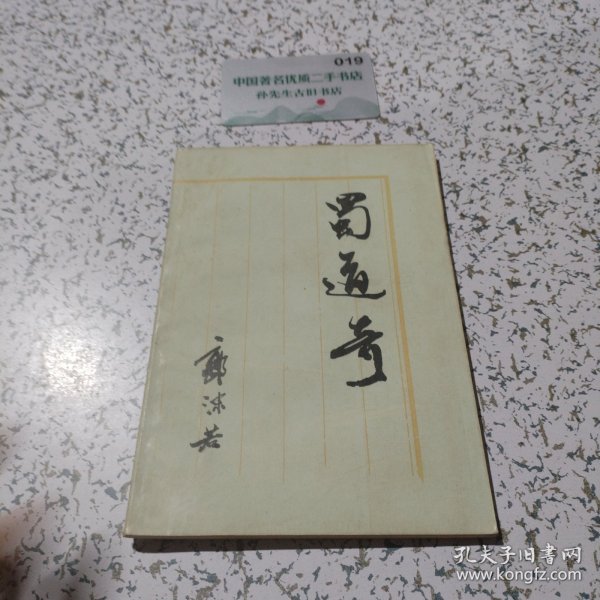 019
中国著名优质二手书店
孙先生古旧书店
蜀道奇
郭沫若
孔夫子旧书网
www.kongfz.com